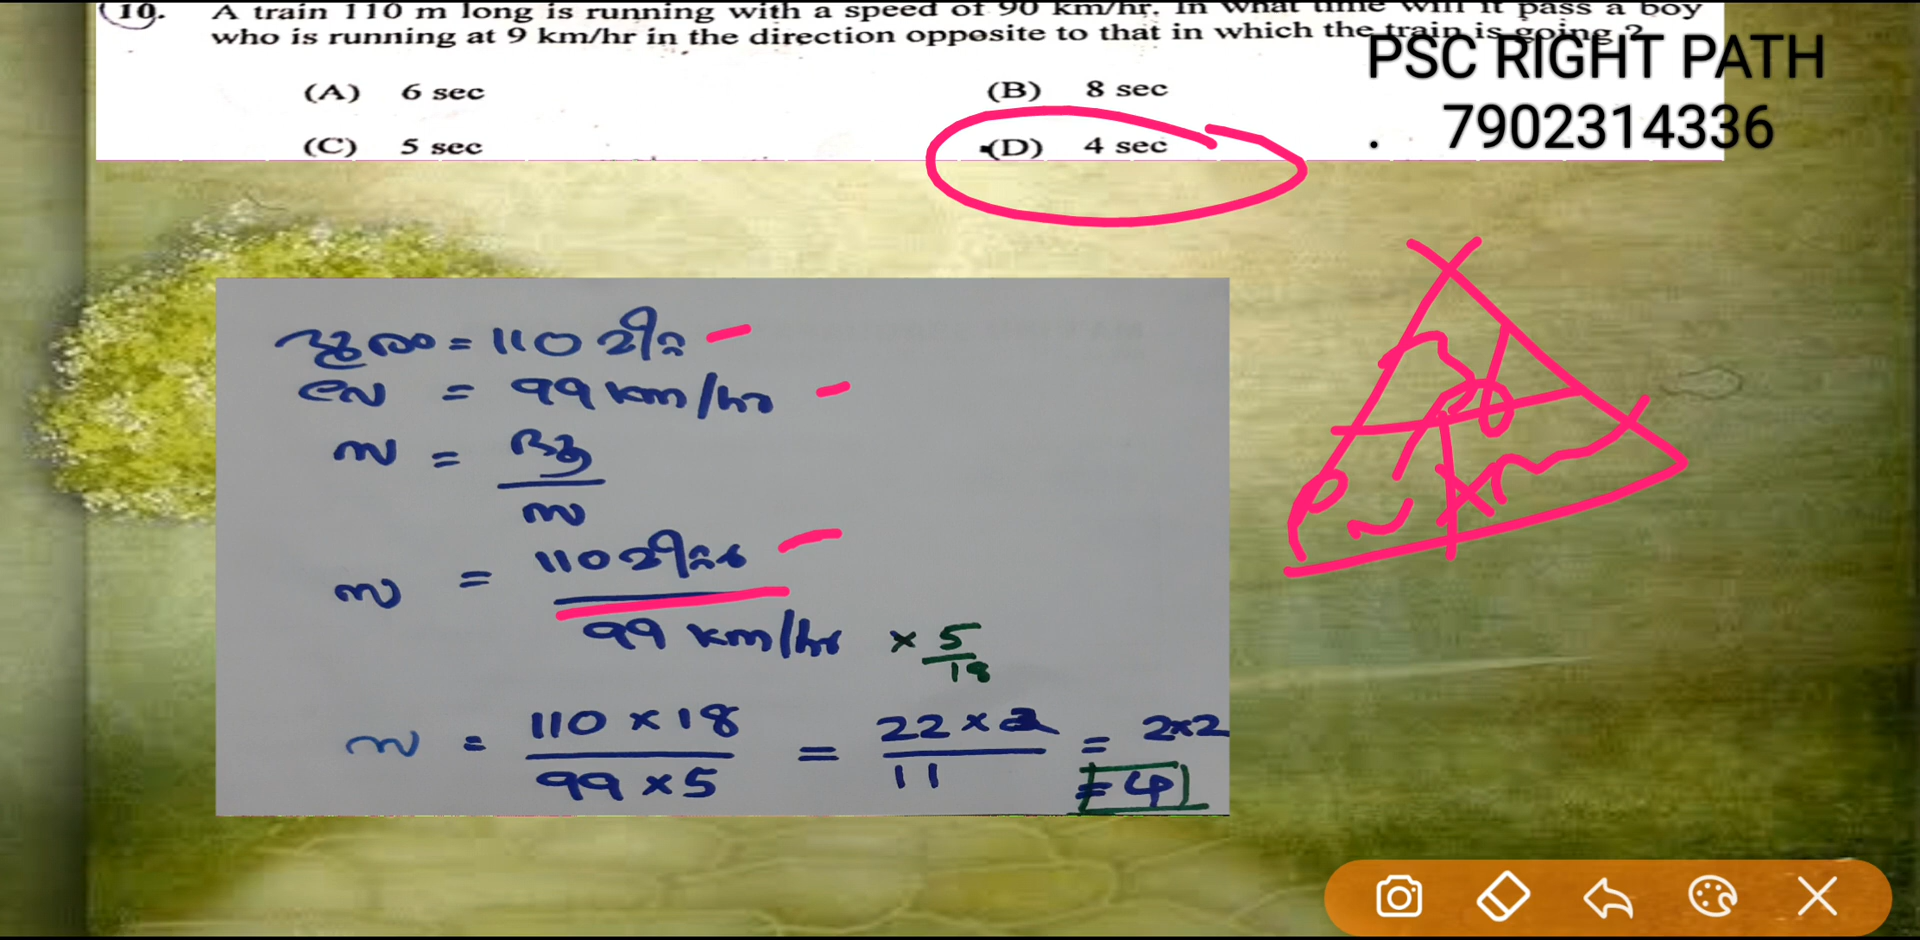 10. A train 110 m long is running with a speed of 90 km/hr. In what time will it pass a boy
who is running at 9 km/hr in the direction opposite to that in which the train is going ?
PSC RIGHT PATH
(A) 6 sec
(B) 8 sec
. 7902314336
(C) 5 sec
(D) 4 sec
ദൂരം = 110 മീറ്റ
വേ = 99 km/hr
സ = ദൂ
സ
സ = 110 മീറ്റർ
99 km/hr × 5
18
സ = 110 × 18 = 22 × 2 = 2×2
99 × 5 11 = 4